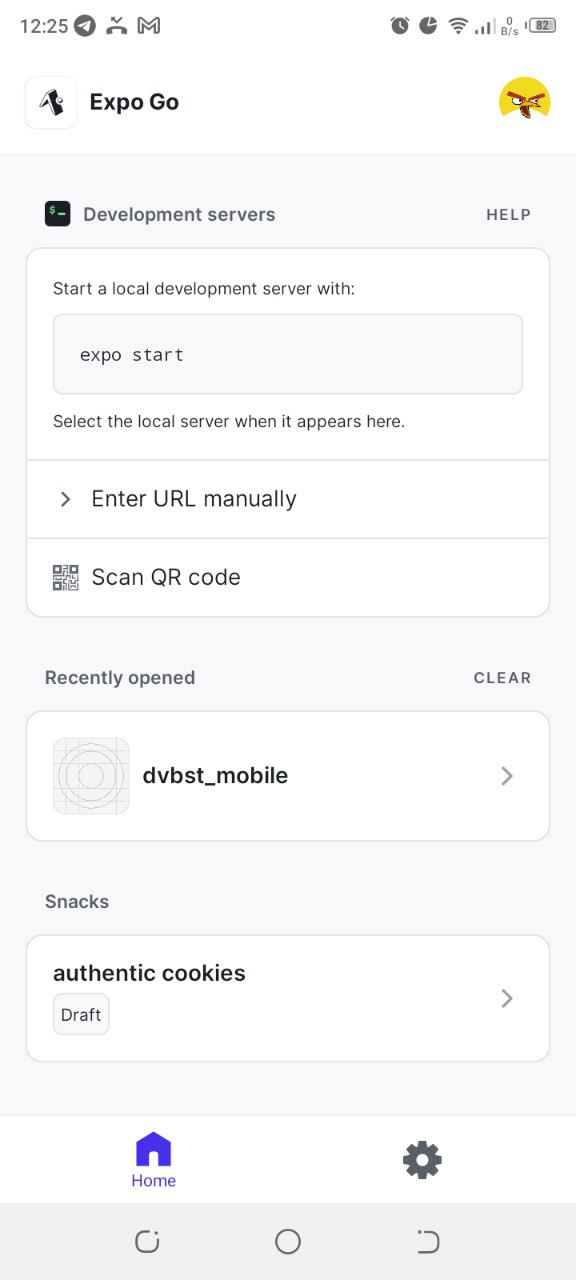 12:25
0
B/s
82
Expo Go
$
Development servers
HELP
Start a local development server with:
expo start
Select the local server when it appears here.
Enter URL manually
Scan QR code
Recently opened
CLEAR
dvbst_mobile
Snacks
authentic cookies
Draft
Home